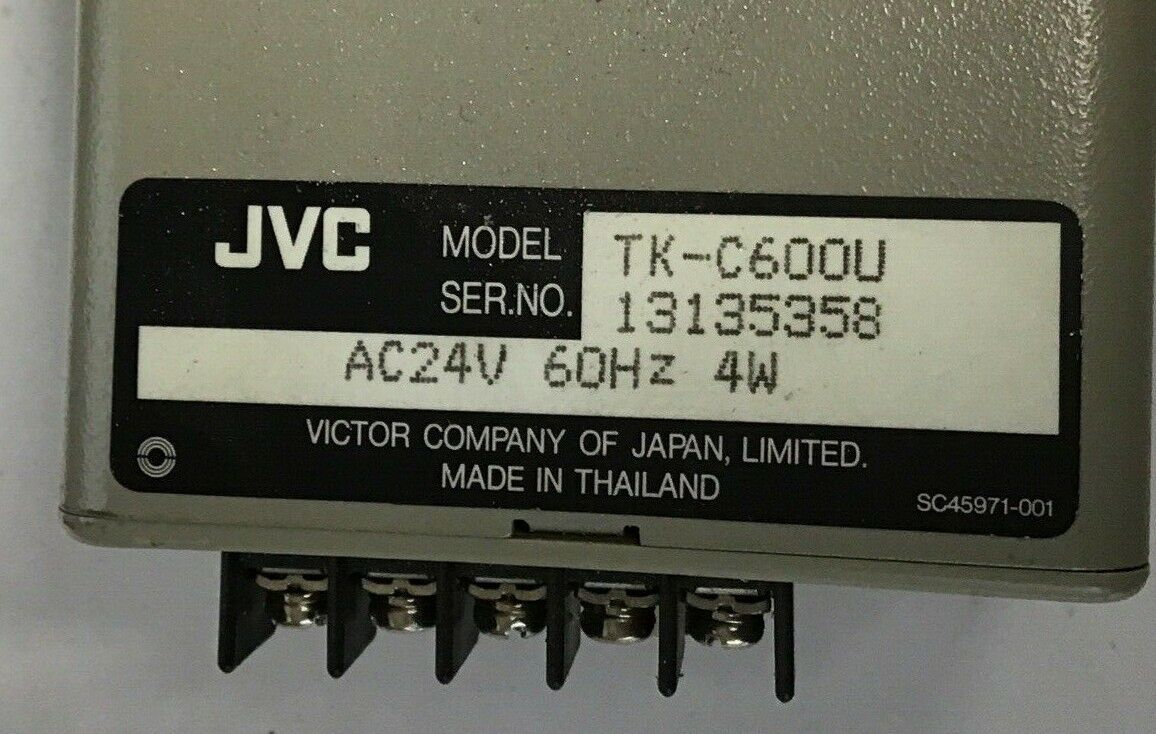 JVC MODEL TK-C600U
SER.NO. 13135358
AC24V 60Hz 4W
VICTOR COMPANY OF JAPAN, LIMITED.
MADE IN THAILAND
SC45971-001